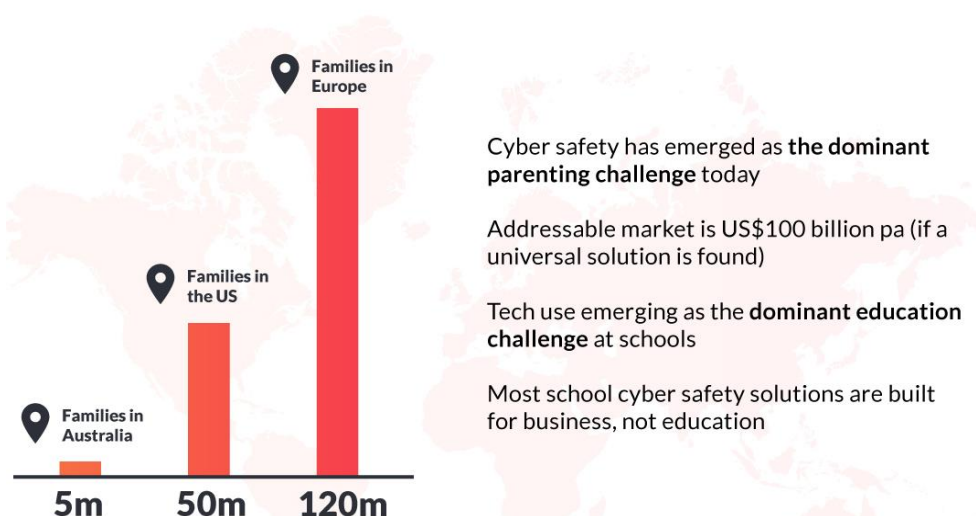 Families in
Europe
Families in
the US
Families in
Australia
5m
50m
120m
Cyber safety has emerged as the dominant
parenting challenge today
Addressable market is US$100 billion pa (if a
universal solution is found)
Tech use emerging as the dominant education
challenge at schools
Most school cyber safety solutions are built
for business, not education